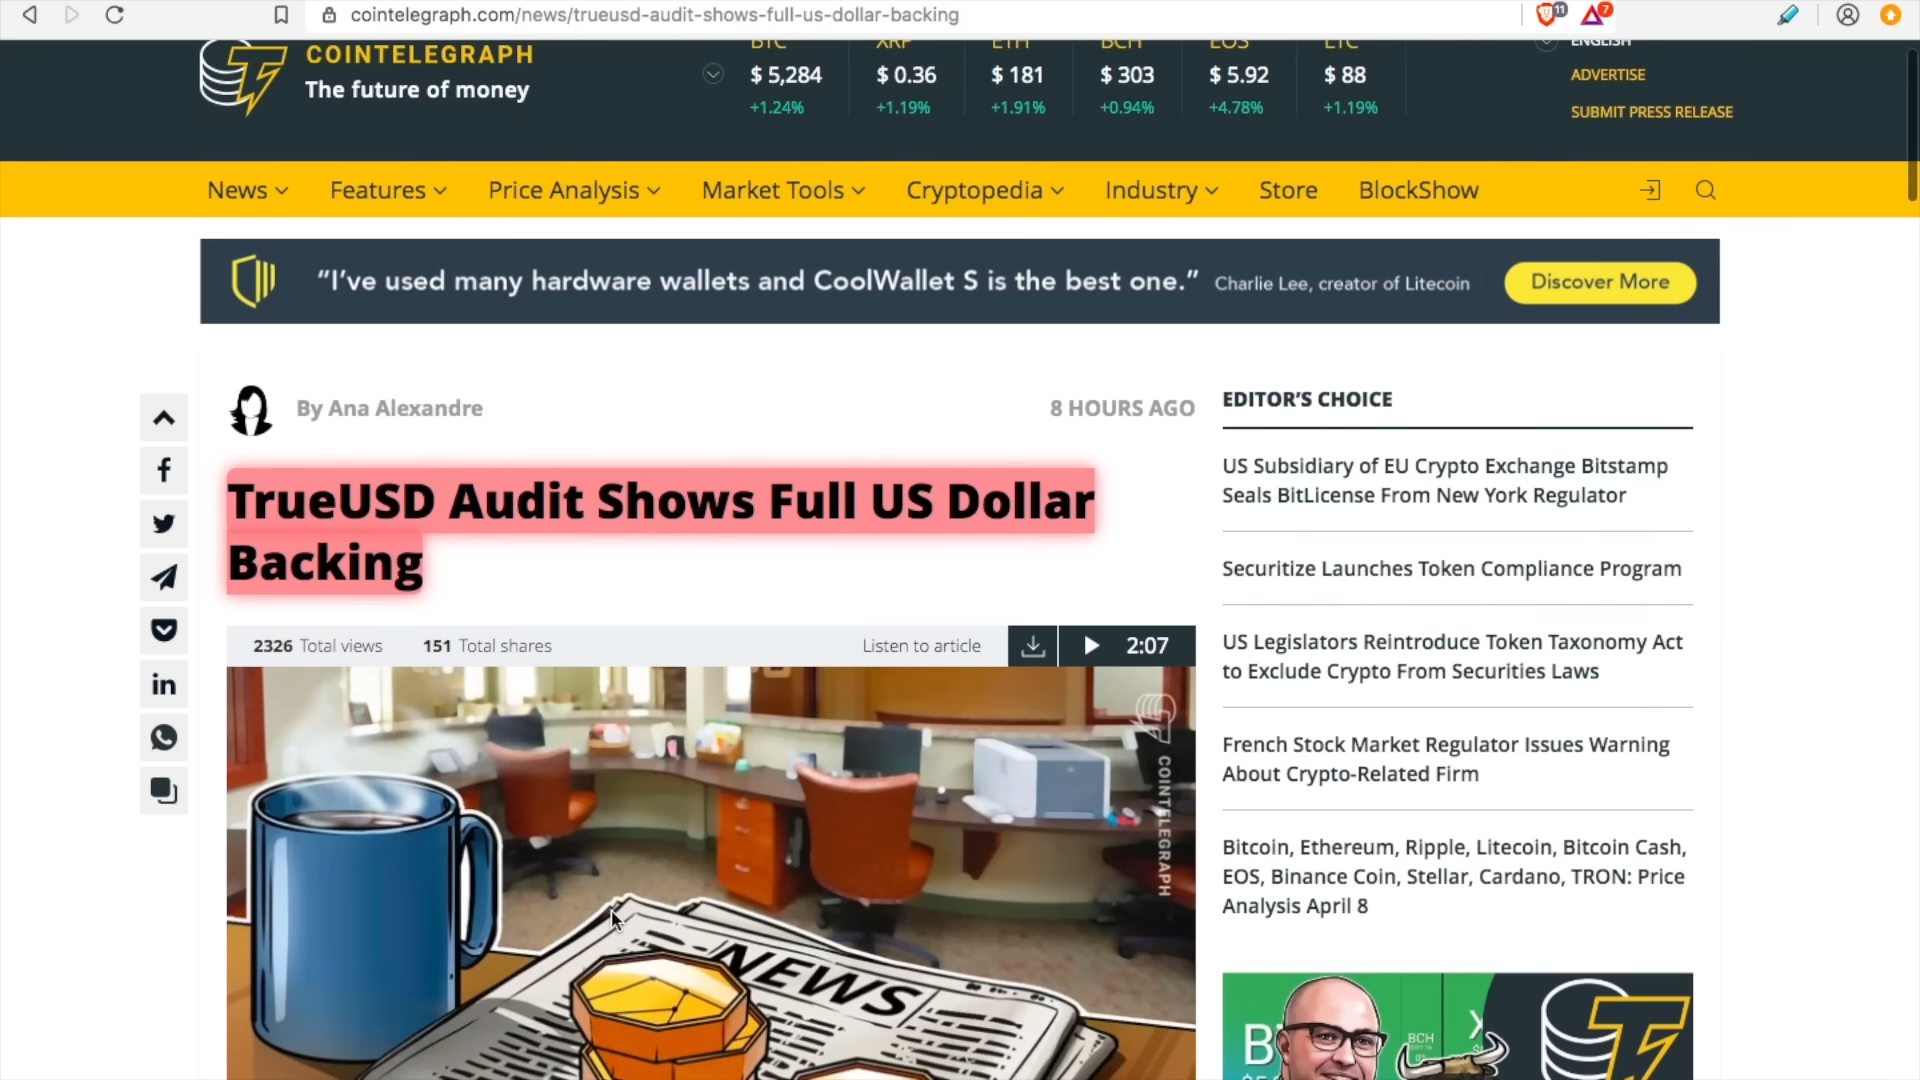 cointelegraph.com/news/trueusd-audit-shows-full-us-dollar-backing
11
7
COINTELEGRAPH
The future of money
BTC XRP ETH BCH EOS LTC
$ 5,284 $ 0.36 $ 181 $ 303 $ 5.92 $ 88
+1.24% +1.19% +1.91% +0.94% +4.78% +1.19%
ENGLISH
ADVERTISE
SUBMIT PRESS RELEASE
News Features Price Analysis Market Tools Cryptopedia Industry Store BlockShow
“I’ve used many hardware wallets and CoolWallet S is the best one.” Charlie Lee, creator of Litecoin Discover More
By Ana Alexandre 8 HOURS AGO
TrueUSD Audit Shows Full US Dollar
Backing
2326 Total views 151 Total shares Listen to article 2:07
COINTELEGRAPH
NEWS
EDITOR’S CHOICE
US Subsidiary of EU Crypto Exchange Bitstamp
Seals BitLicense From New York Regulator
Securitize Launches Token Compliance Program
US Legislators Reintroduce Token Taxonomy Act
to Exclude Crypto From Securities Laws
French Stock Market Regulator Issues Warning
About Crypto-Related Firm
Bitcoin, Ethereum, Ripple, Litecoin, Bitcoin Cash,
EOS, Binance Coin, Stellar, Cardano, TRON: Price
Analysis April 8
BCH